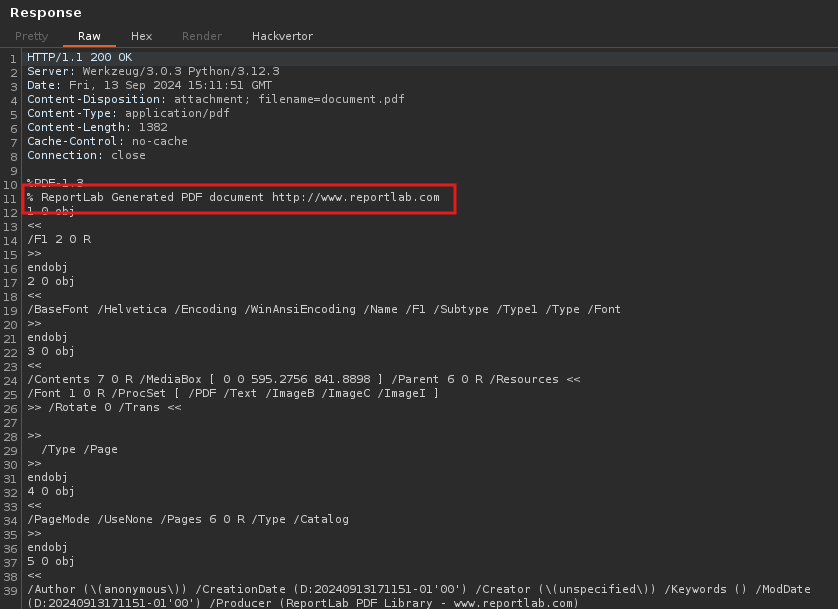 Response
Pretty Raw Hex Render Hackvertor
1 HTTP/1.1 200 OK
2 Server: Werkzeug/3.0.3 Python/3.12.3
3 Date: Fri, 13 Sep 2024 15:11:51 GMT
4 Content-Disposition: attachment; filename=document.pdf
5 Content-Type: application/pdf
6 Content-Length: 1382
7 Cache-Control: no-cache
8 Connection: close
9
10 %PDF-1.3
11 % ReportLab Generated PDF document http://www.reportlab.com
12 1 0 obj
13 <<
14 /F1 2 0 R
15 >>
16 endobj
17 2 0 obj
18 <<
19 /BaseFont /Helvetica /Encoding /WinAnsiEncoding /Name /F1 /Subtype /Type1 /Type /Font
20 >>
21 endobj
22 3 0 obj
23 <<
24 /Contents 7 0 R /MediaBox [ 0 0 595.2756 841.8898 ] /Parent 6 0 R /Resources <<
25 /Font 1 0 R /ProcSet [ /PDF /Text /ImageB /ImageC /ImageI ]
26 >> /Rotate 0 /Trans <<
27
28 >>
29 /Type /Page
30 >>
31 endobj
32 4 0 obj
33 <<
34 /PageMode /UseNone /Pages 6 0 R /Type /Catalog
35 >>
36 endobj
37 5 0 obj
38 <<
39 /Author (\(anonymous\)) /CreationDate (D:20240913171151-01'00') /Creator (\(unspecified\)) /Keywords () /ModDate
(D:20240913171151-01'00') /Producer (ReportLab PDF Library - www.reportlab.com)